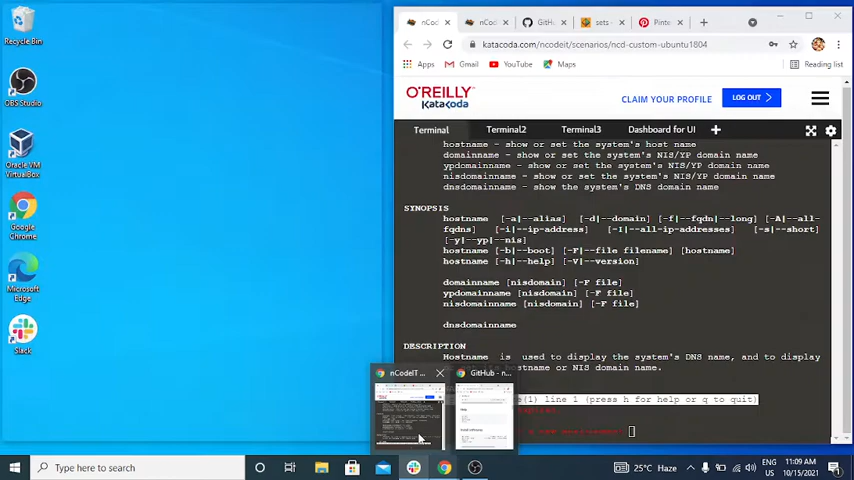 Recycle Bin
OBS Studio
Oracle VM
VirtualBox
Google
Chrome
Microsoft
Edge
Slack
nCod
nCod
GitHu
sets
Pinte
katacoda.com/ncodeit/scenarios/ncd-custom-ubuntu1804
Apps
Gmail
YouTube
Maps
Reading list
O'REILLY
Katacoda
CLAIM YOUR PROFILE
LOG OUT
Terminal
Terminal2
Terminal3
Dashboard for UI
hostname - show or set the system's host name
domainname - show or set the system's NIS/YP domain name
ypdomainname - show or set the system's NIS/YP domain name
nisdomainname - show or set the system's NIS/YP domain name
dnsdomainname - show the system's DNS domain name
SYNOPSIS
hostname [-a|--alias] [-d|--domain] [-f|--fqdn|--long] [-A|--all-
fqdns] [-i|--ip-address] [-I|--all-ip-addresses] [-s|--short]
[-y|--yp|--nis]
hostname [-b|--boot] [-F|--file filename] [hostname]
hostname [-h|--help] [-V|--version]
domainname [nisdomain] [-F file]
ypdomainname [nisdomain] [-F file]
nisdomainname [nisdomain] [-F file]
dnsdomainname
DESCRIPTION
Hostname is used to display the system's DNS name, and to display
hostname or NIS domain name.
(1) line 1 (press h for help or q to quit)
nCodeIT ...
GitHub - n...
Type here to search
25°C Haze
ENG
US
11:09 AM
10/15/2021